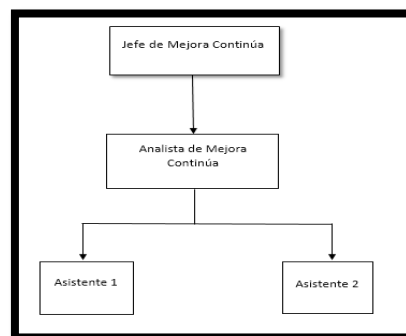 Jefe de Mejora Continúa
Analista de Mejora
Continúa
Asistente 1
Asistente 2